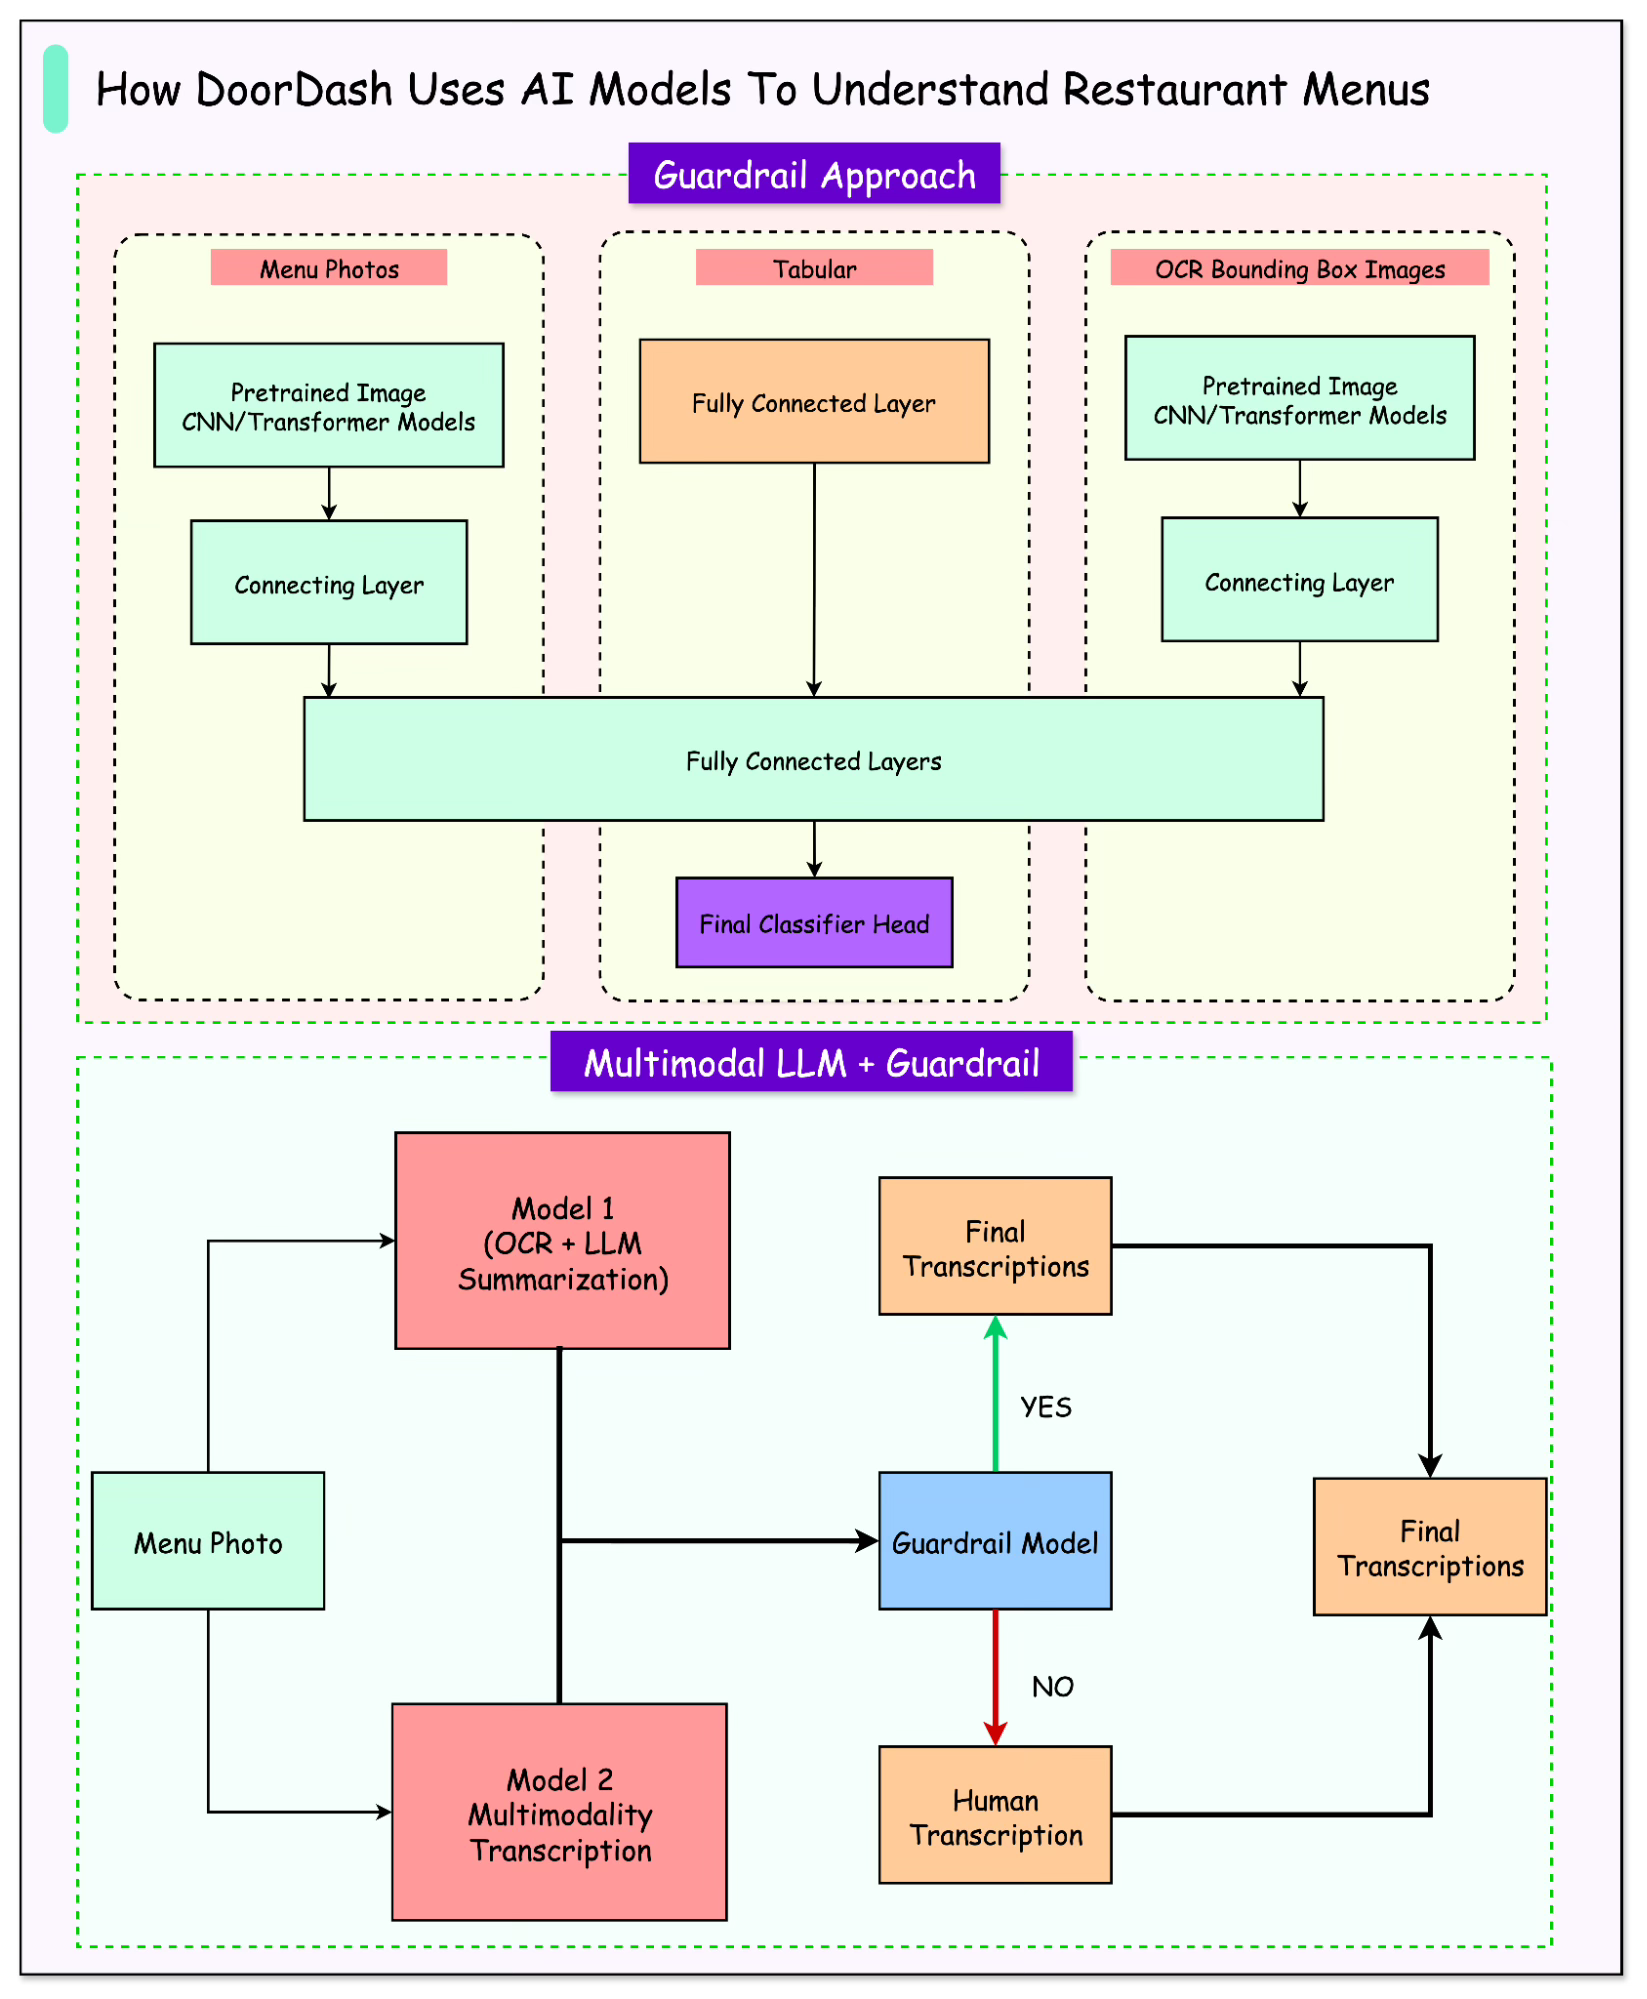 How DoorDash Uses AI Models To Understand Restaurant Menus
Guardrail Approach
Menu Photos
Pretrained Image
CNN/Transformer Models
Connecting Layer
Tabular
Fully Connected Layer
OCR Bounding Box Images
Pretrained Image
CNN/Transformer Models
Connecting Layer
Fully Connected Layers
Final Classifier Head
Multimodal LLM + Guardrail
Menu Photo
Model 1
(OCR + LLM
Summarization)
Model 2
Multimodality
Transcription
Guardrail Model
YES
Final
Transcriptions
NO
Human
Transcription
Final
Transcriptions